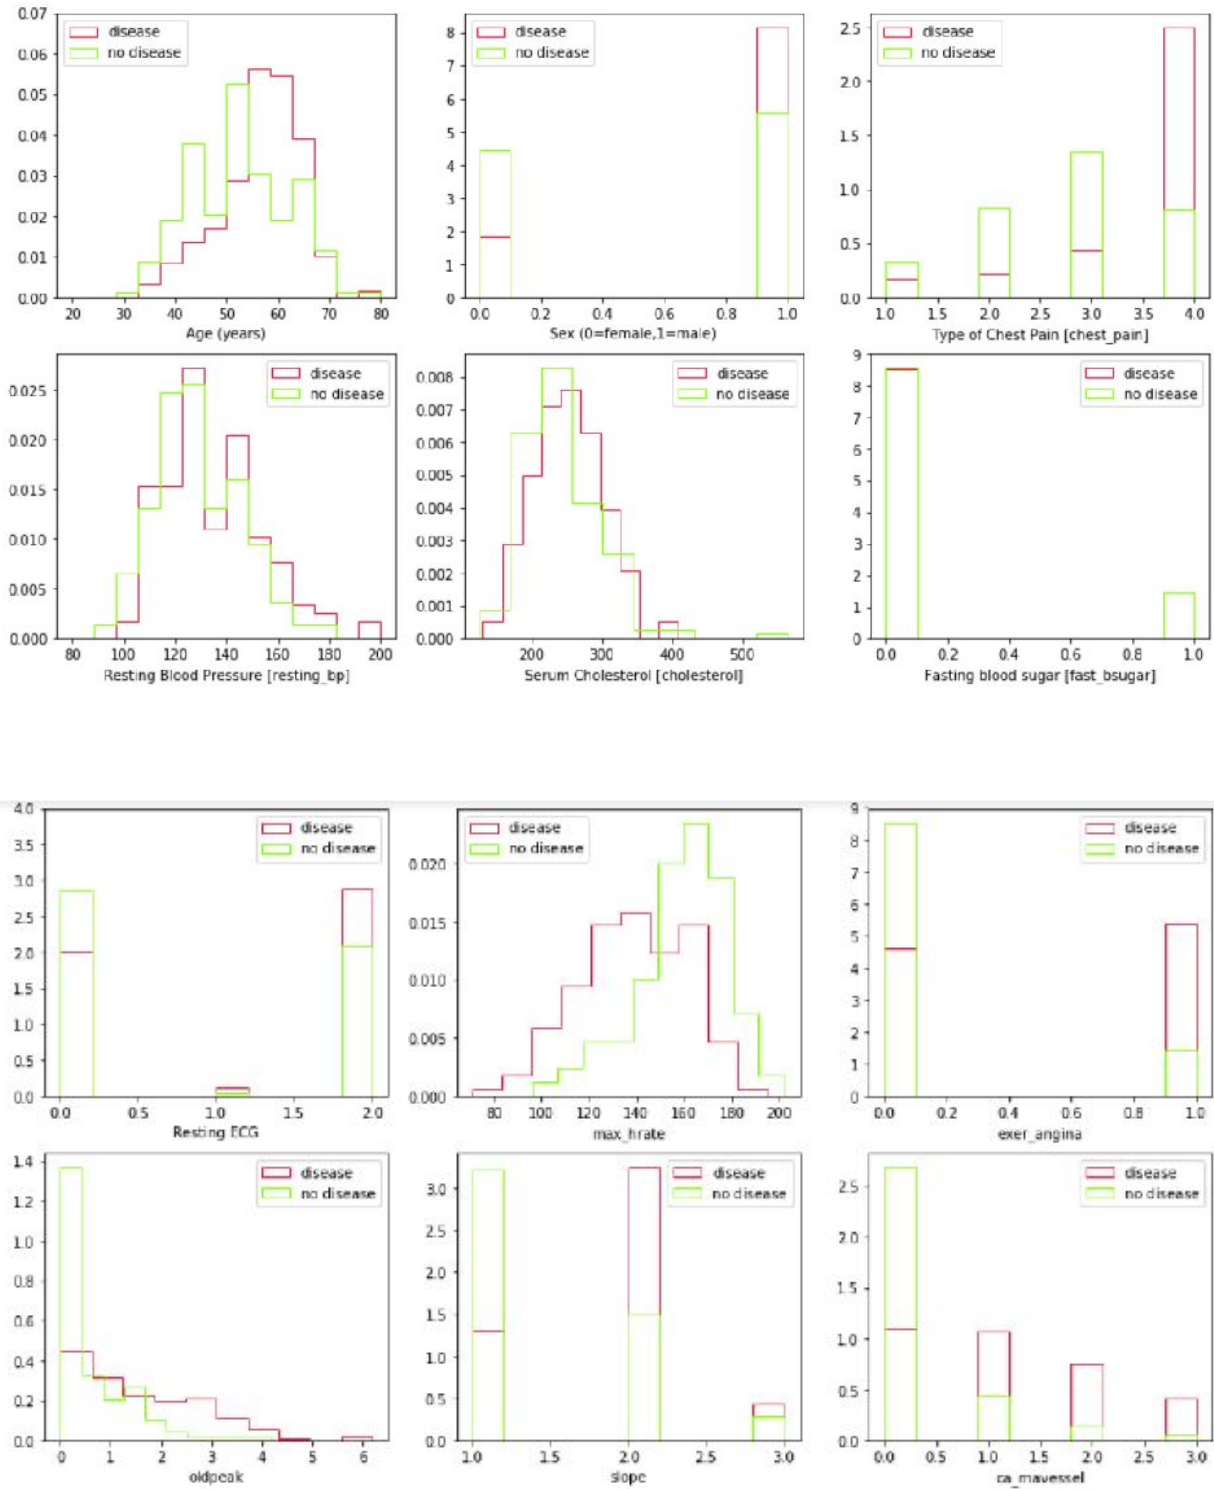 disease
no disease
0.07
0.06
0.05
0.04
0.03
0.02
0.01
0.00
20 30 40 50 60 70 80
Age (years)
disease
no disease
8
7
6
5
4
3
2
1
0
0.0 0.2 0.4 0.6 0.8 1.0
Sex (0=female,1=male)
disease
no disease
2.5
2.0
1.5
1.0
0.5
0.0
1.0 1.5 2.0 2.5 3.0 3.5 4.0
Type of Chest Pain [chest_pain]
disease
no disease
0.025
0.020
0.015
0.010
0.005
0.000
80 100 120 140 160 180 200
Resting Blood Pressure [resting_bp]
disease
no disease
0.008
0.007
0.006
0.005
0.004
0.003
0.002
0.001
0.000
200 300 400 500
Serum Cholesterol [cholesterol]
disease
no disease
9
8
7
6
5
4
3
2
1
0
0.0 0.2 0.4 0.6 0.8 1.0
Fasting blood sugar [fast_bsugar]
disease
no disease
4.0
3.5
3.0
2.5
2.0
1.5
1.0
0.5
0.0
0.0 0.5 1.0 1.5 2.0
Resting ECG
disease
no disease
0.020
0.015
0.010
0.005
0.000
80 100 120 140 160 180 200
max_hrate
disease
no disease
9
8
7
6
5
4
3
2
1
0
0.0 0.2 0.4 0.6 0.8 1.0
exer_angina
disease
no disease
1.4
1.2
1.0
0.8
0.6
0.4
0.2
0.0
0 1 2 3 4 5 6
oldpeak
disease
no disease
3.0
2.5
2.0
1.5
1.0
0.5
0.0
1.0 1.5 2.0 2.5 3.0
slope
disease
no disease
2.5
2.0
1.5
1.0
0.5
0.0
0.0 0.5 1.0 1.5 2.0 2.5 3.0
ca_mavessel